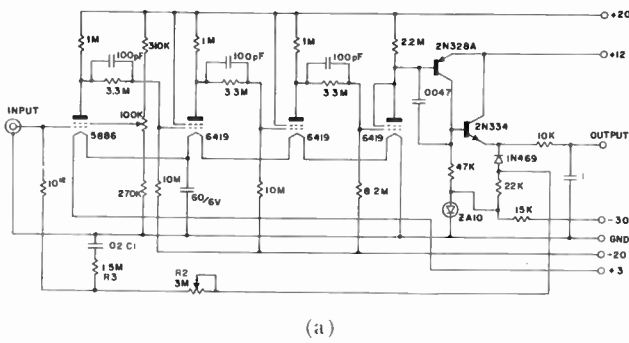 +20
1M
100pF
3.3M
310K
1M
100pF
3.3M
1M
100pF
3.3M
2.2M
2N328A
+12
INPUT
5886
100K
6419
6419
6419
.0047
2N334
10K
OUTPUT
1N469
10¹²
270K
10M
60/6V
10M
8.2M
47K
22K
1
ZA10
15K
-30
GND
.02 C1
-20
1.5M
R3
R2
3M
+3
(a)